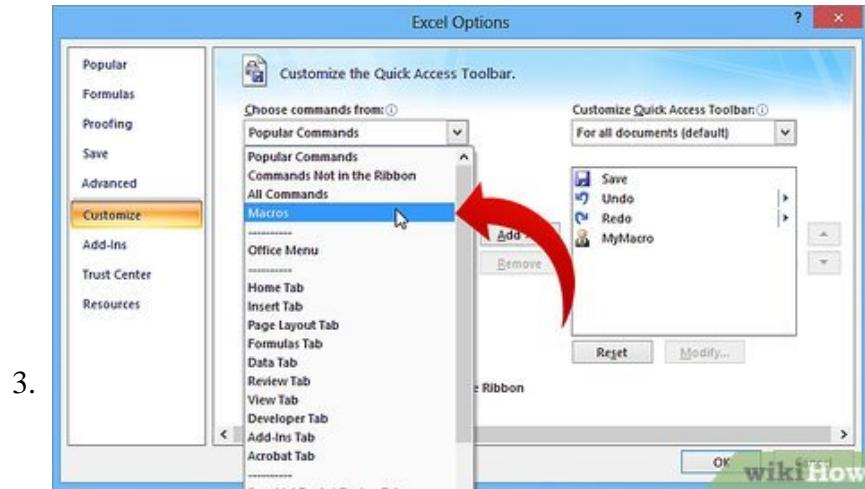 Excel Options
?
Popular
Formulas
Proofing
Save
Advanced
Customize
Add-Ins
Trust Center
Resources
Customize the Quick Access Toolbar.
Choose commands from:
Popular Commands
Popular Commands
Commands Not in the Ribbon
All Commands
Macros
----------
Office Menu
----------
Home Tab
Insert Tab
Page Layout Tab
Formulas Tab
Data Tab
Review Tab
View Tab
Developer Tab
Add-Ins Tab
Acrobat Tab
----------
Add
Remove
Customize Quick Access Toolbar:
For all documents (default)
Save
Undo
Redo
MyMacro
Reset
Modify...
Ribbon
3.
OK
wikiHow